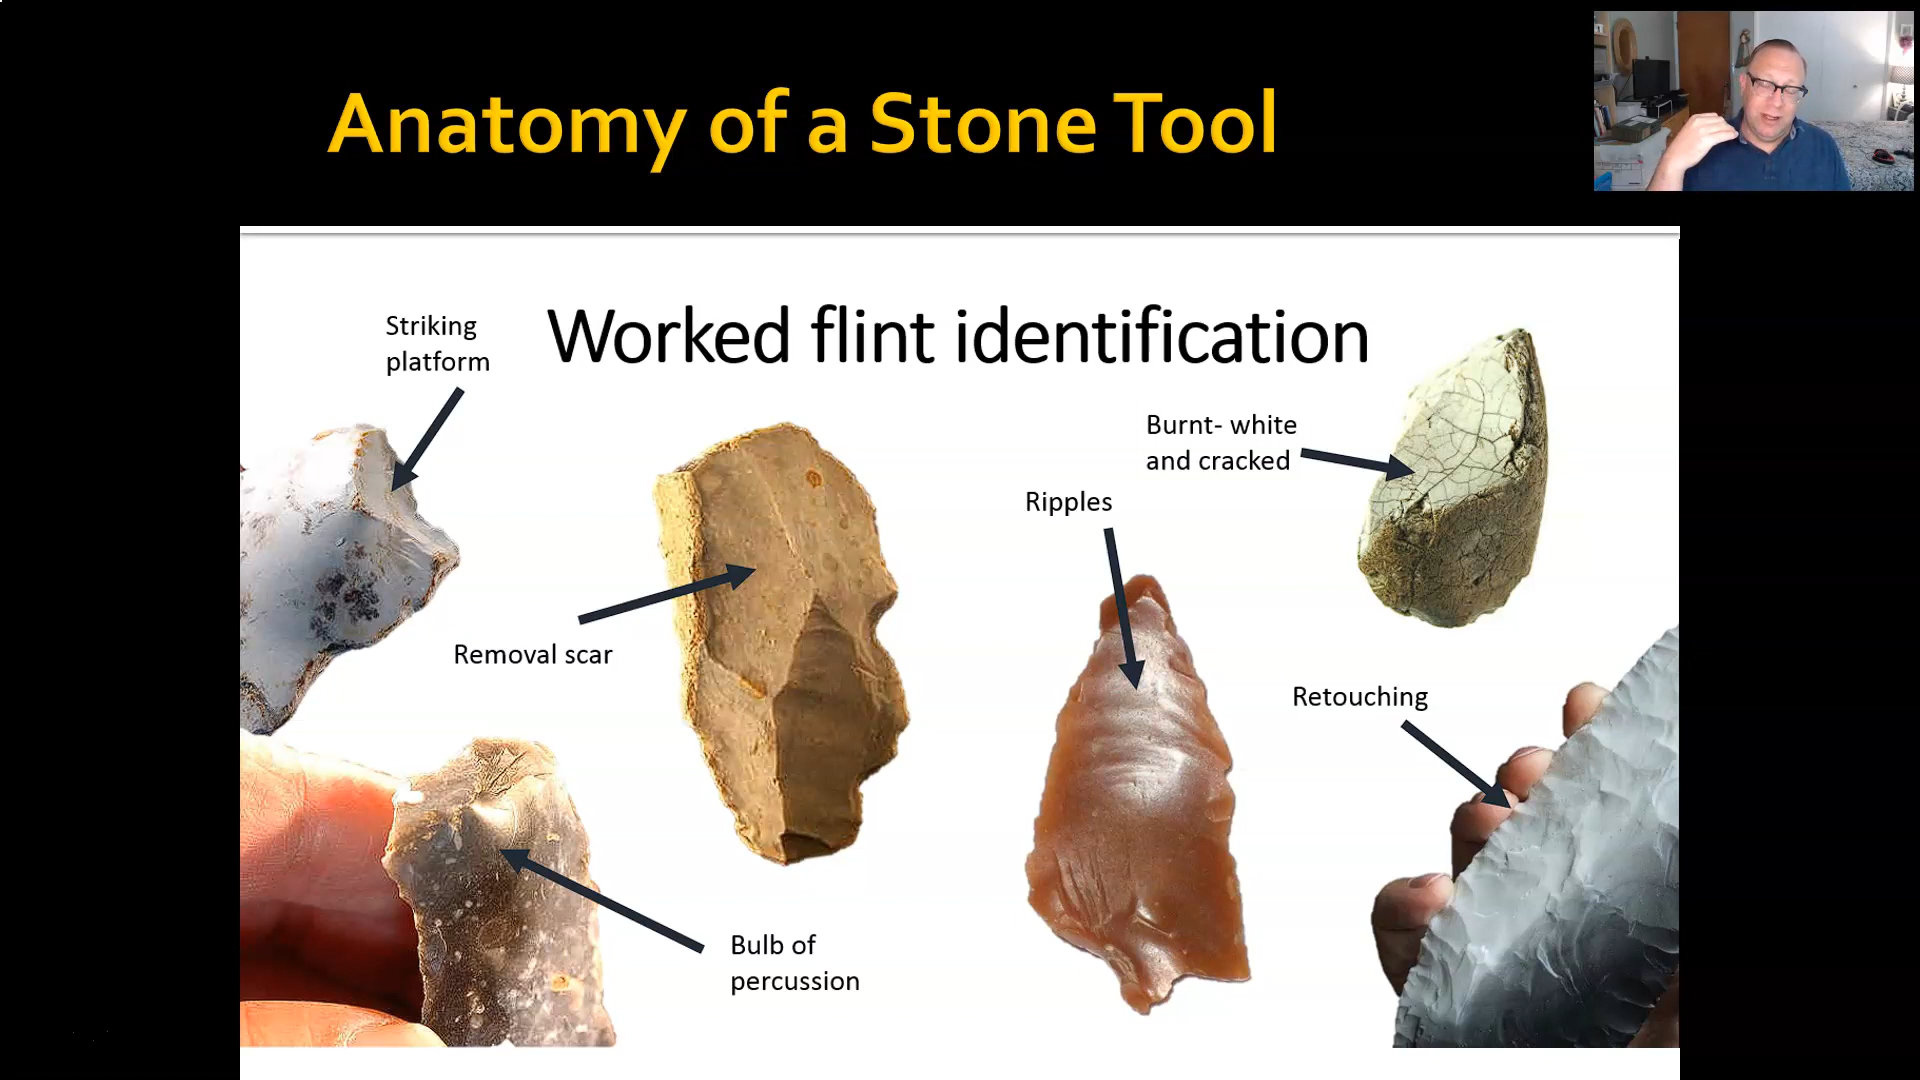 Anatomy of a Stone Tool
Worked flint identification
Striking
platform
Burnt- white
and cracked
Ripples
Removal scar
Retouching
Bulb of
percussion